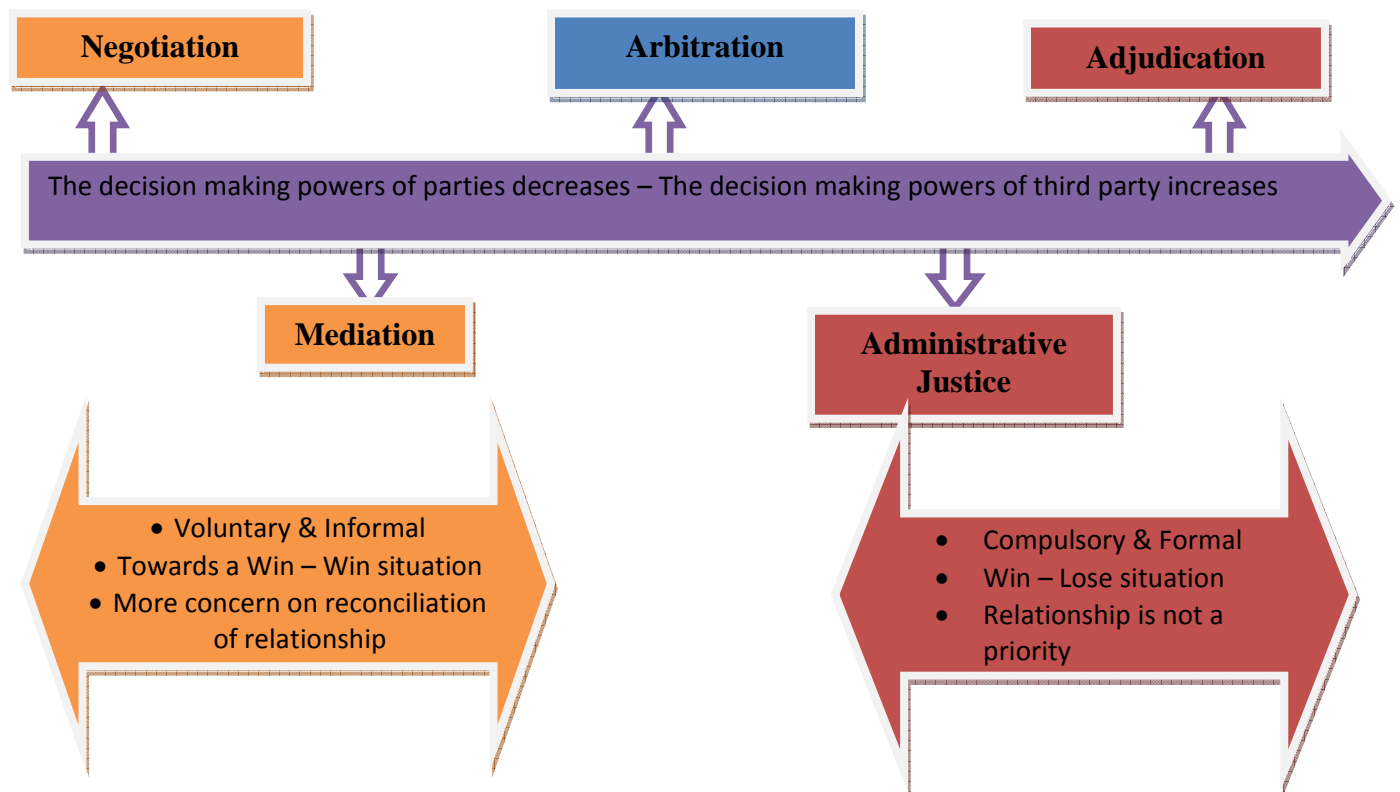 Negotiation
Arbitration
Adjudication
The decision making powers of parties decreases – The decision making powers of third party increases
Mediation
Administrative
Justice
• Voluntary & Informal
• Towards a Win – Win situation
• More concern on reconciliation
of relationship
• Compulsory & Formal
• Win – Lose situation
• Relationship is not a
priority